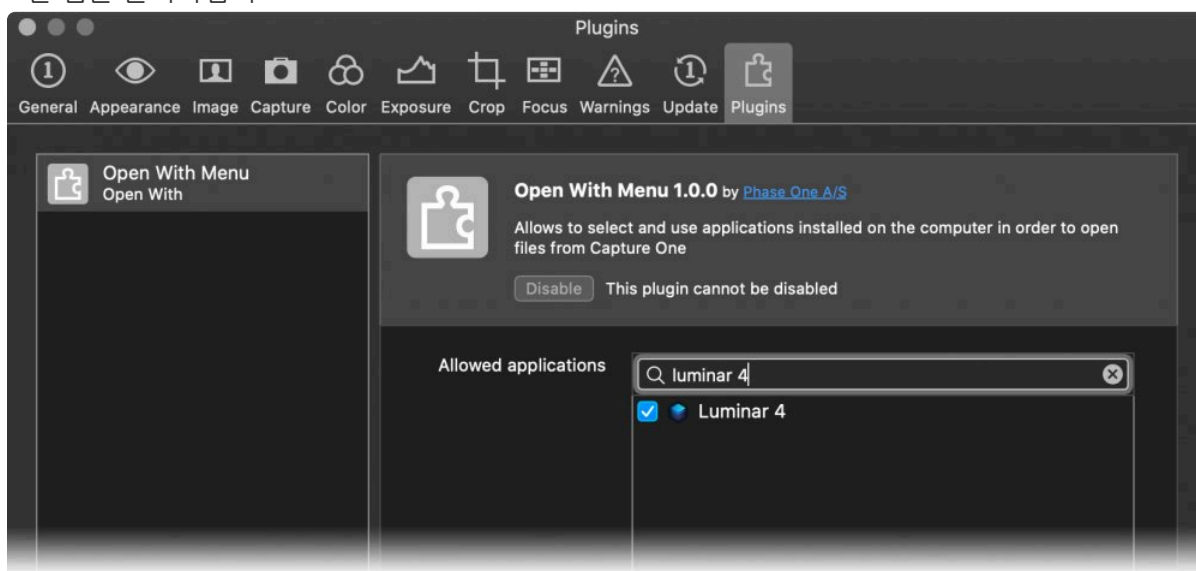 Plugins
General Appearance Image Capture Color Exposure Crop Focus Warnings Update Plugins
Open With Menu
Open With
Open With Menu 1.0.0 by Phase One A/S
Allows to select and use applications installed on the computer in order to open
files from Capture One
Disable This plugin cannot be disabled
Allowed applications
luminar 4
Luminar 4